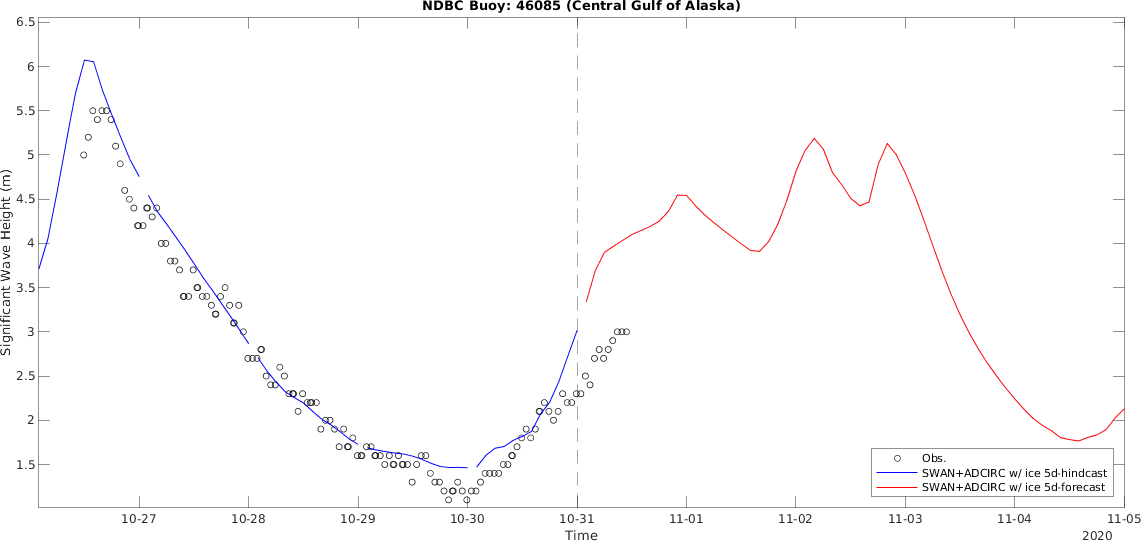 NDBC Buoy: 46085 (Central Gulf of Alaska)
6.5
6
5.5
5
4.5
4
3.5
3
2.5
2
1.5
Significant Wave Height (m)
Obs.
SWAN+ADCIRC w/ ice 5d-hindcast
SWAN+ADCIRC w/ ice 5d-forecast
10-27 10-28 10-29 10-30 10-31 11-01 11-02 11-03 11-04 11-05
Time 2020